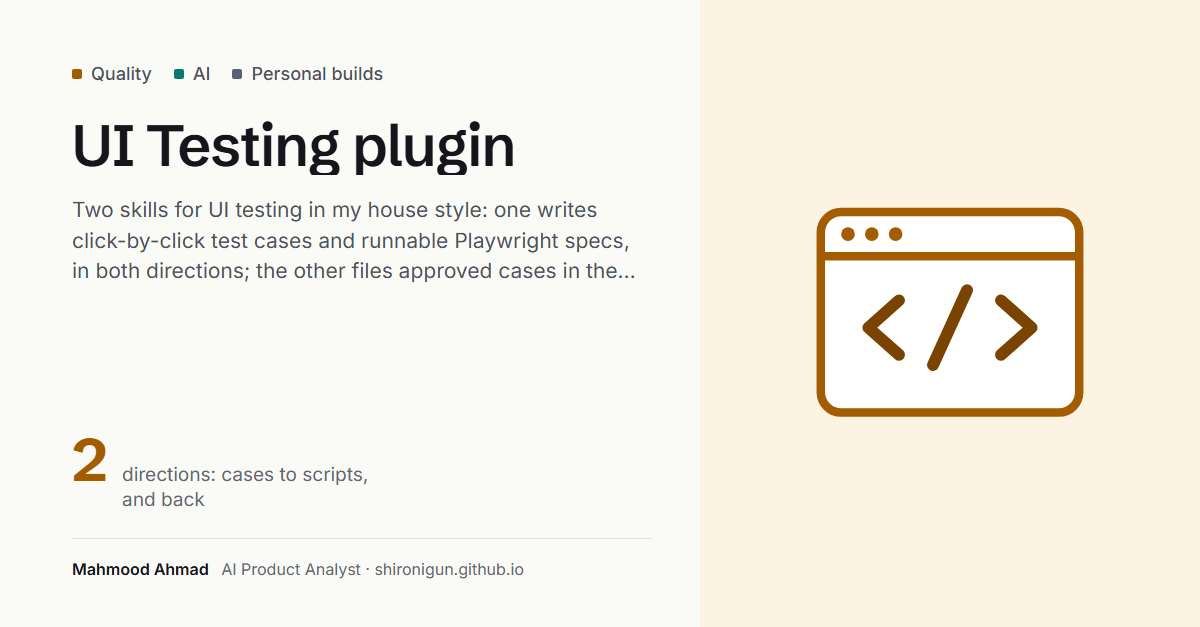 Quality AI Personal builds
UI Testing plugin
Two skills for UI testing in my house style: one writes
click-by-click test cases and runnable Playwright specs,
in both directions; the other files approved cases in the...
2 directions: cases to scripts,
and back
Mahmood Ahmad AI Product Analyst · shironigun.github.io